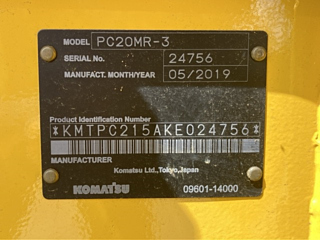 MODEL PC20MR-3
SERIAL No. 24756
MANUFACT. MONTH/YEAR 05/2019
Product Identification Number
*KMTPC215AKE024756*
MANUFACTURER
Komatsu Ltd.,Tokyo,Japan
KOMATSU 09601-14000